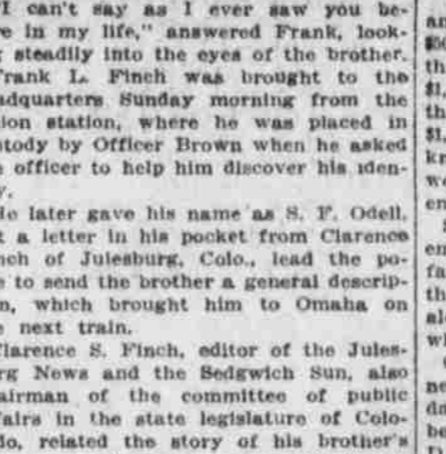 "I can't say as I ever saw you be-
e in my life," answered Frank, look-
g steadily into the eyes of the brother.
rank L. Finch was brought to the
adquarters Sunday morning from the
ion station, where he was placed in
stody by Officer Brown when he asked
e officer to help him discover his iden-
y.
e later gave his name as S. F. Odell,
t a letter in his pocket from Clarence
nch of Julesburg, Colo., lead the po-
e to send the brother a general descrip-
n, which brought him to Omaha on
e next train.
larence S. Finch, editor of the Jules-
rg News and the Sedgwich Sun, also
airman of the committee of public
fairs in the state legislature of Colo-
do, related the story of his brother's